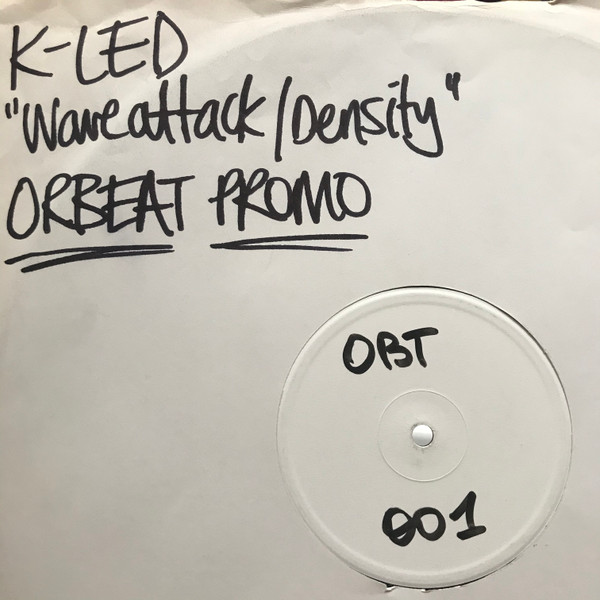 K-LED
"Waveattack/Density"
ORBEAT PROMO
OBT
001